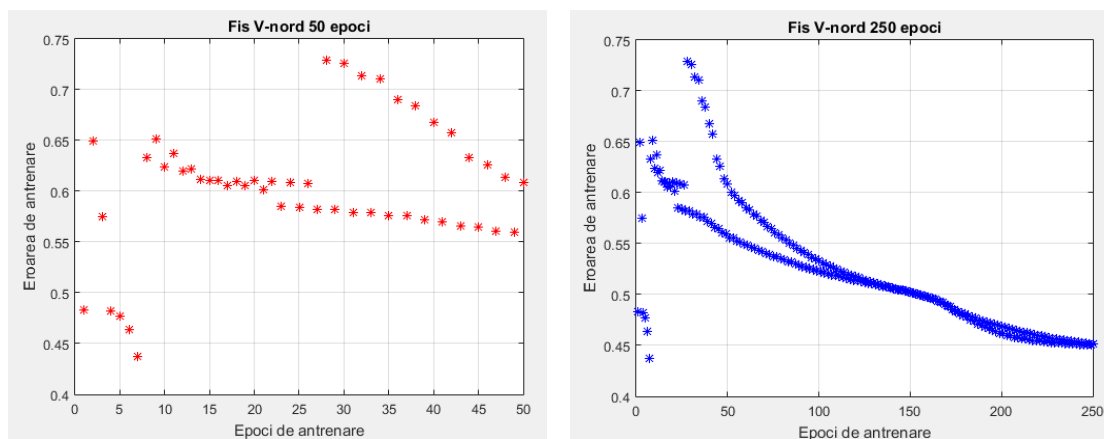 Fis V-nord 50 epoci
0.75
0.7
0.65
0.6
0.55
0.5
0.45
0.4
Eroarea de antrenare
0 5 10 15 20 25 30 35 40 45 50
Epoci de antrenare
Fis V-nord 250 epoci
0.75
0.7
0.65
0.6
0.55
0.5
0.45
0.4
Eroarea de antrenare
0 50 100 150 200 250
Epoci de antrenare